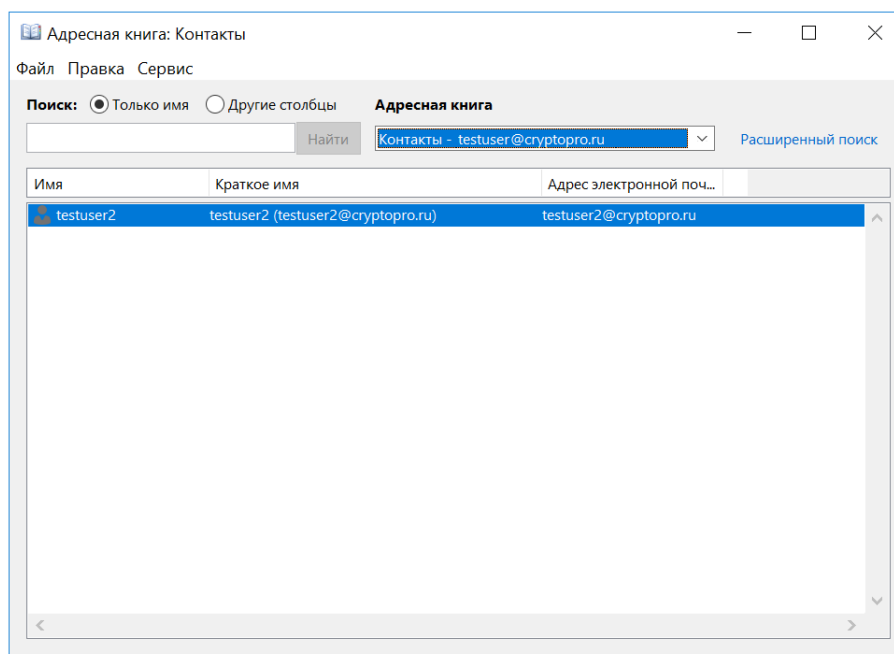 Адресная книга: Контакты
Файл Правка Сервис
Поиск: Только имя Другие столбцы Адресная книга
Найти Контакты - testuser@cryptopro.ru Расширенный поиск
Имя Краткое имя Адрес электронной поч...
testuser2 testuser2 (testuser2@cryptopro.ru) testuser2@cryptopro.ru